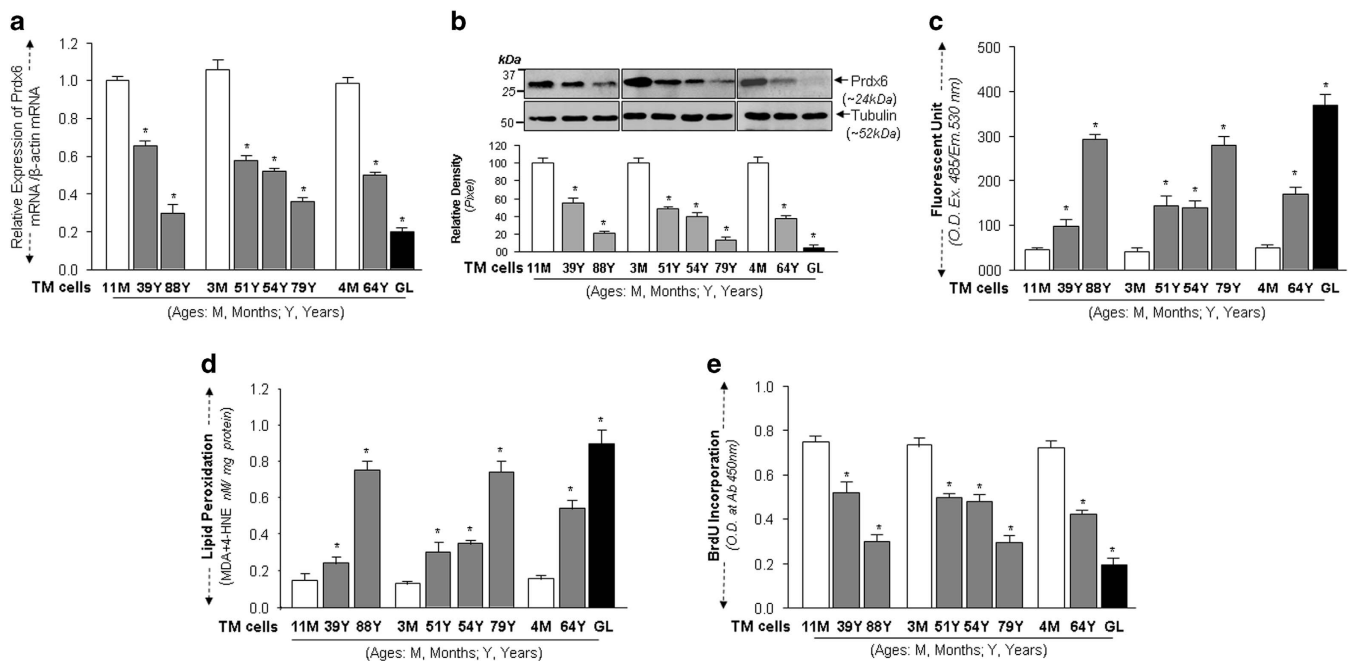 a
Relative Expression of Prdx6
mRNA /β-actin mRNA
1.2
1.0
0.8
0.6
0.4
0.2
0.0
* * * * * * *
TM cells 11M 39Y 88Y 3M 51Y 54Y 79Y 4M 64Y GL
(Ages: M, Months; Y, Years)
b
kDa
37
25
50
Prdx6
(~24kDa)
Tubulin
(~52kDa)
Relative Density
(Pixel)
120
100
80
60
40
20
00
* * * * * * *
TM cells 11M 39Y 88Y 3M 51Y 54Y 79Y 4M 64Y GL
(Ages: M, Months; Y, Years)
c
Fluorescent Unit
(O.D. Ex. 485/Em.530 nm)
500
400
300
200
100
000
* * * * * * *
TM cells 11M 39Y 88Y 3M 51Y 54Y 79Y 4M 64Y GL
(Ages: M, Months; Y, Years)
d
Lipid Peroxidation
(MDA+4-HNE nM/ mg protein)
1.2
1.0
0.8
0.6
0.4
0.2
0.0
* * * * * * *
TM cells 11M 39Y 88Y 3M 51Y 54Y 79Y 4M 64Y GL
(Ages: M, Months; Y, Years)
e
BrdU Incorporation
(O.D. at Ab 450nm)
1.0
0.8
0.6
0.4
0.2
0.0
* * * * * * *
TM cells 11M 39Y 88Y 3M 51Y 54Y 79Y 4M 64Y GL
(Ages: M, Months; Y, Years)